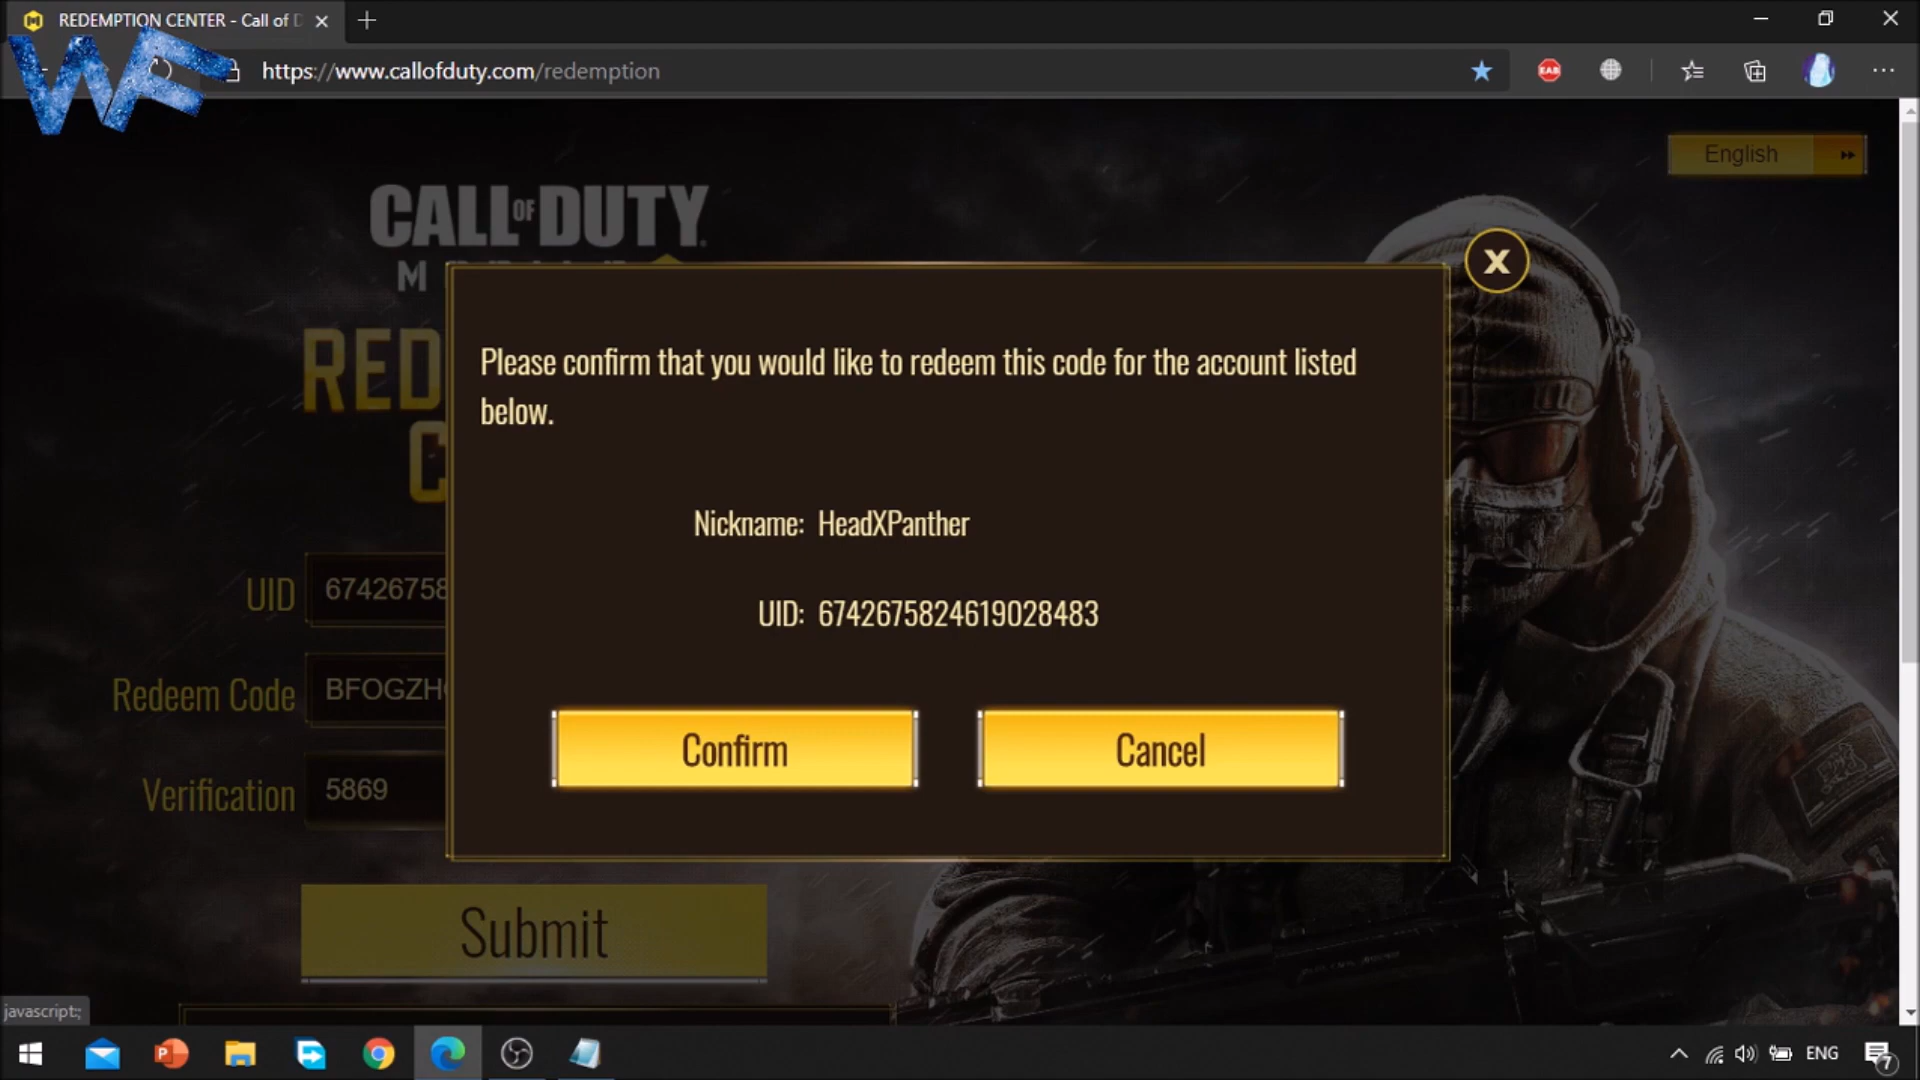 REDEMPTION CENTER - Call of D
WF
https://www.callofduty.com/redemption
English
CALL OF DUTY
M
RED
C
Please confirm that you would like to redeem this code for the account listed
below.
Nickname: HeadXPanther
UID: 6742675824619028483
Confirm
Cancel
X
UID 67426758
Redeem Code BFOGZH
Verification 5869
Submit
javascript:;
ENG
7